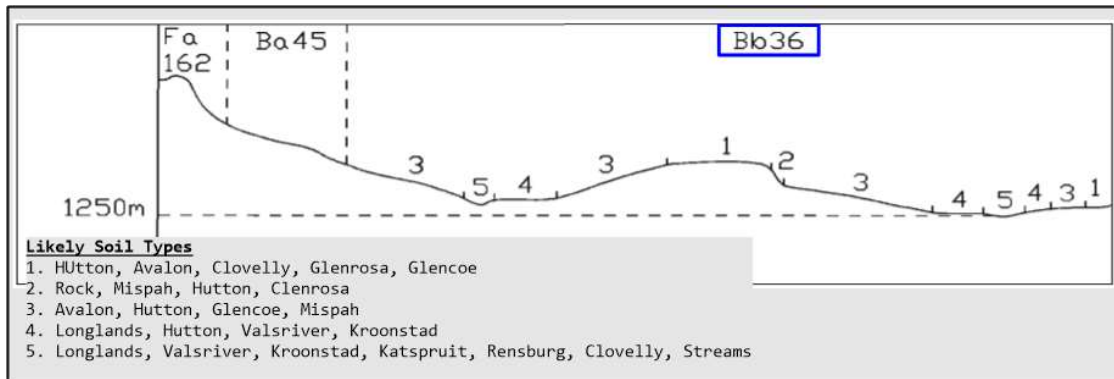 Fa
162
Ba45
Bb36
3
5
4
3
1
2
3
4
5
4
3
1
1250m
Likely Soil Types
1. HUtton, Avalon, Clovelly, Glenrosa, Glencoe
2. Rock, Mispah, Hutton, Clenrosa
3. Avalon, Hutton, Glencoe, Mispah
4. Longlands, Hutton, Valsriver, Kroonstad
5. Longlands, Valsriver, Kroonstad, Katspruit, Rensburg, Clovelly, Streams